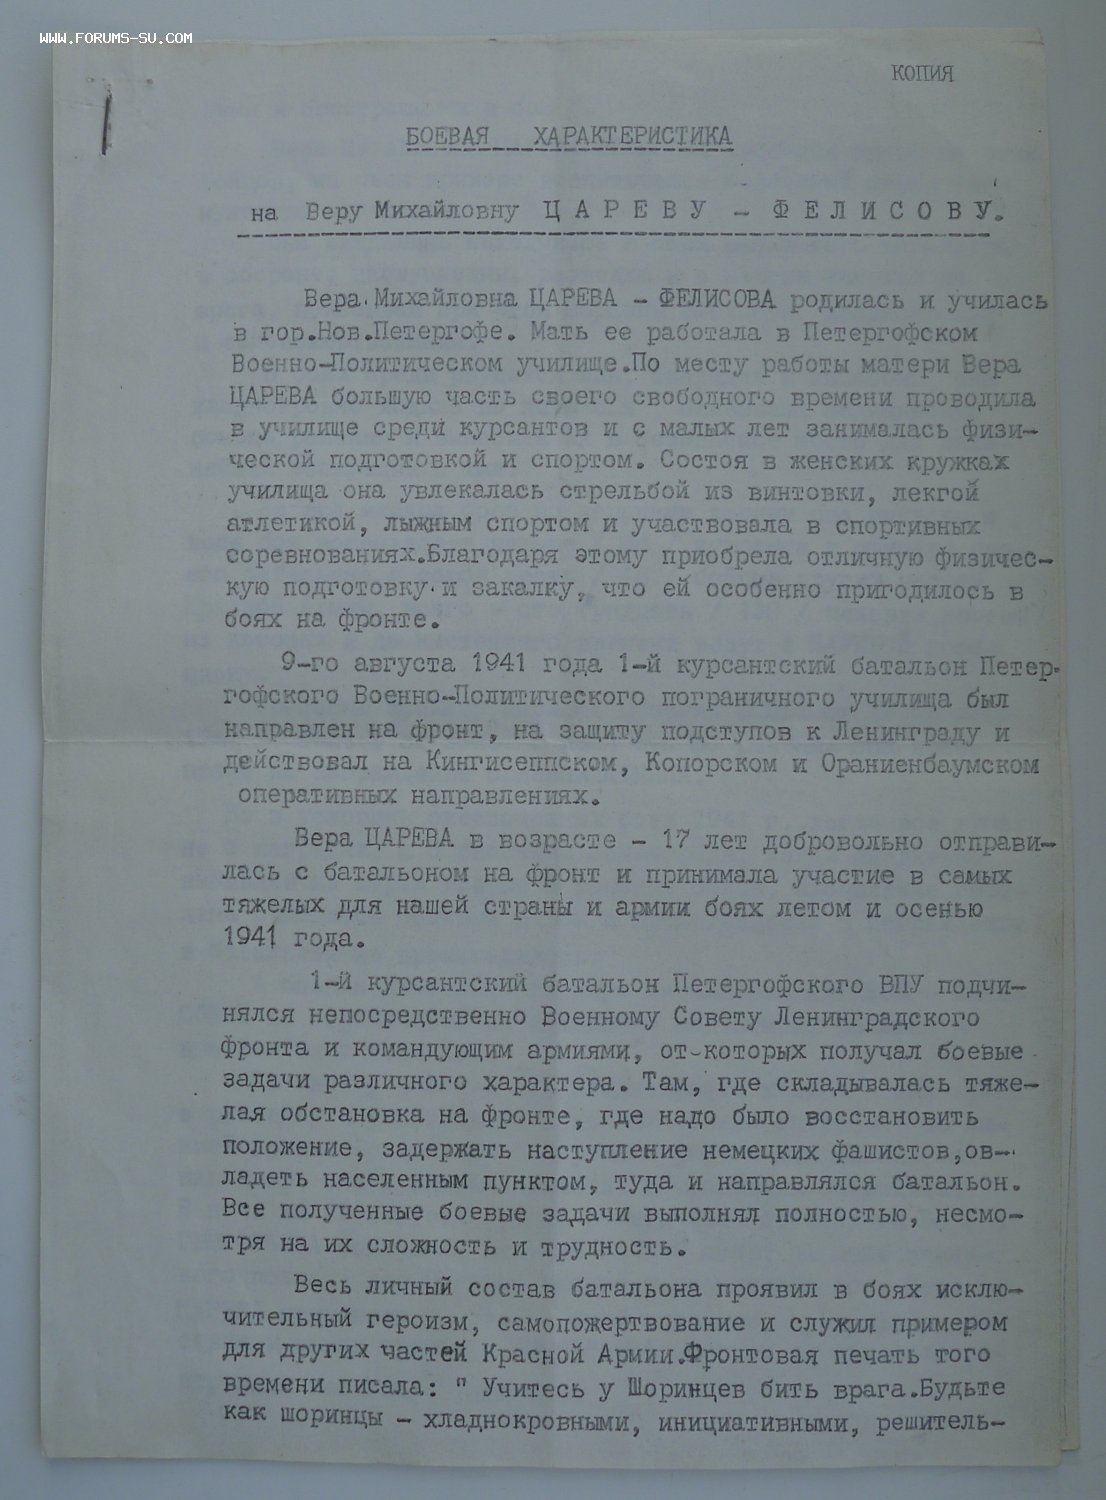 WWW.FORUMS-SU.COM
КОПИЯ
БОЕВАЯ ХАРАКТЕРИСТИКА
на Веру Михайловну ЦАРЕВУ - ФЕЛИСОВУ.
Вера Михайловна ЦАРЕВА - ФЕЛИСОВА родилась и училась
в гор.Нов.Петергофе. Мать ее работала в Петергофском
Военно-Политическом училище.По месту работы матери Вера
ЦАРЕВА большую часть своего свободного времени проводила
в училище среди курсантов и с малых лет занималась физи-
ческой подготовкой и спортом. Состоя в женских кружках
училища она увлекалась стрельбой из винтовки, лекгой
атлетикой, лыжным спортом и участвовала в спортивных
соревнованиях.Благодаря этому приобрела отличную физичес-
кую подготовку и закалку, что ей особенно пригодилось в
боях на фронте.
9-го августа 1941 года 1-й курсантский батальон Петер-
гофского Военно-Политического пограничного училища был
направлен на фронт, на защиту подступов к Ленинграду и
действовал на Кингисеппском, Копорском и Ораниенбаумском
оперативных направлениях.
Вера ЦАРЕВА в возрасте - 17 лет добровольно отправи-
лась с батальоном на фронт и принимала участие в самых
тяжелых для нашей страны и армии боях летом и осенью
1941 года.
1-й курсантский батальон Петергофского ВПУ подчи-
нялся непосредственно Военному Совету Ленинградского
фронта и командующим армиями, от которых получал боевые
задачи различного характера. Там, где складывалась тяже-
лая обстановка на фронте, где надо было восстановить
положение, задержать наступление немецких фашистов,ов-
ладеть населенным пунктом, туда и направлялся батальон.
Все полученные боевые задачи выполнял полностью, несмо-
тря на их сложность и трудность.
Весь личный состав батальона проявил в боях исклю-
чительный героизм, самопожертвование и служил примером
для других частей Красной Армии.Фронтовая печать того
времени писала: " Учитесь у Шоринцев бить врага.Будьте
как шоринцы - хладнокровными, инициативными, решитель-